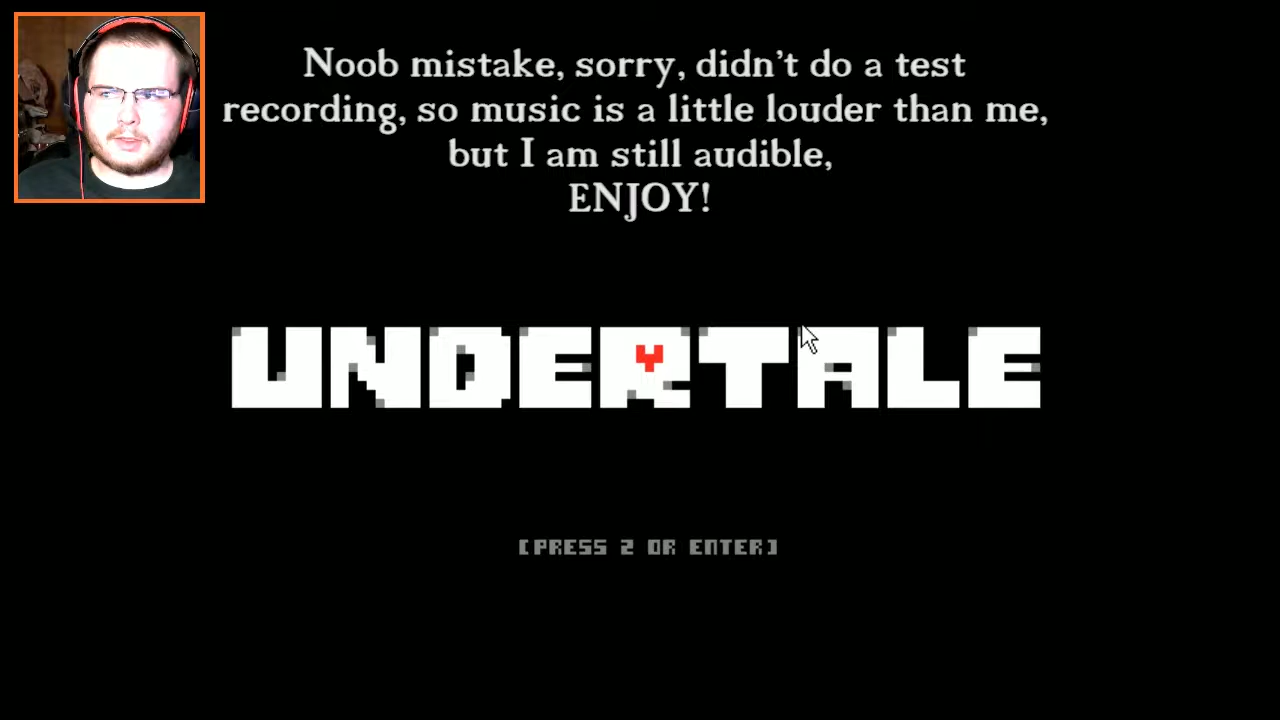 Noob mistake, sorry, didn't do a test
recording, so music is a little louder than me,
but I am still audible,
ENJOY!
UNDERTALE
[PRESS Z OR ENTER]